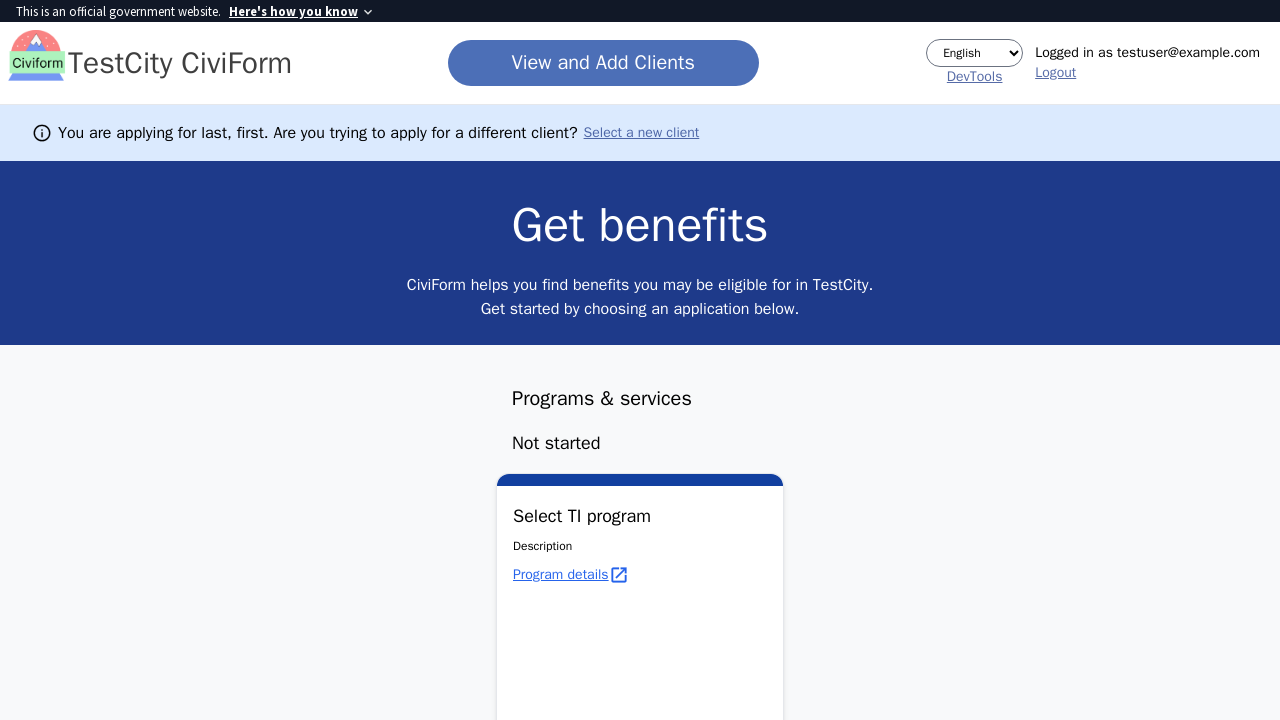 This is an official government website. Here's how you know
Civiform
TestCity CiviForm
View and Add Clients
English
DevTools
Logged in as testuser@example.com
Logout
You are applying for last, first. Are you trying to apply for a different client? Select a new client
Get benefits
CiviForm helps you find benefits you may be eligible for in TestCity.
Get started by choosing an application below.
Programs & services
Not started
Select TI program
Description
Program details